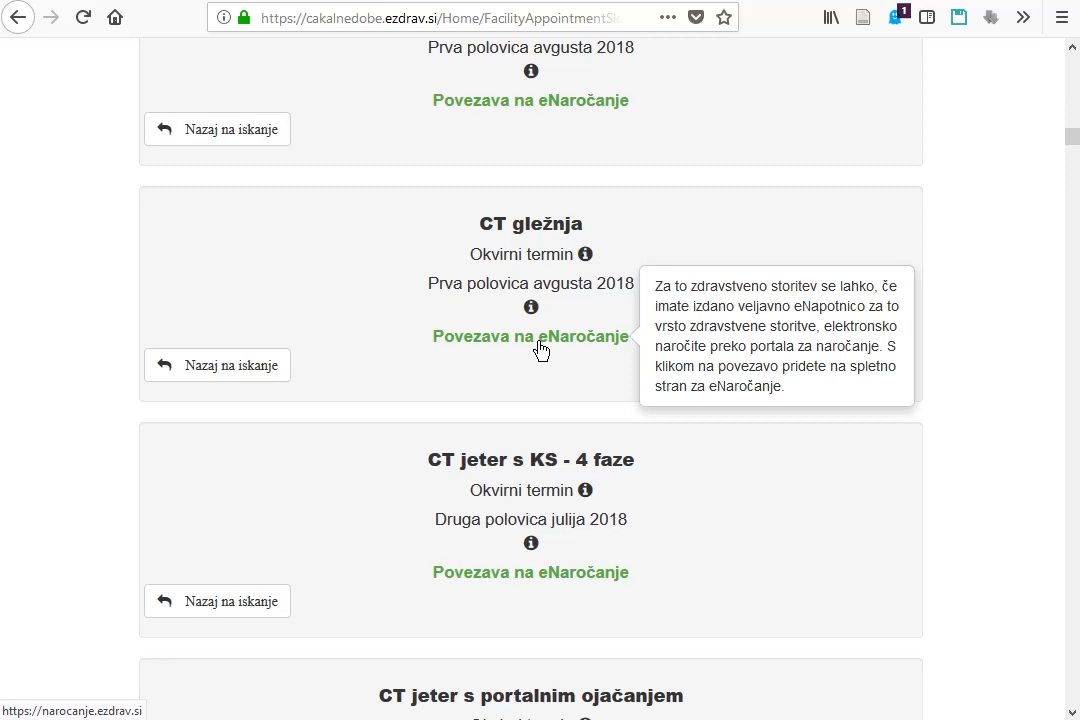 https://cakalnedobe.ezdrav.si/Home/FacilityAppointmentSl
1
Prva polovica avgusta 2018
Povezava na eNaročanje
Nazaj na iskanje
CT gležnja
Okvirni termin
Prva polovica avgusta 2018
Povezava na eNaročanje
Nazaj na iskanje
Za to zdravstveno storitev se lahko, če
imate izdano veljavno eNapotnico za to
vrsto zdravstvene storitve, elektronsko
naročite preko portala za naročanje. S
klikom na povezavo pridete na spletno
stran za eNaročanje.
CT jeter s KS - 4 faze
Okvirni termin
Druga polovica julija 2018
Povezava na eNaročanje
Nazaj na iskanje
CT jeter s portalnim ojačanjem
https://narocanje.ezdrav.si